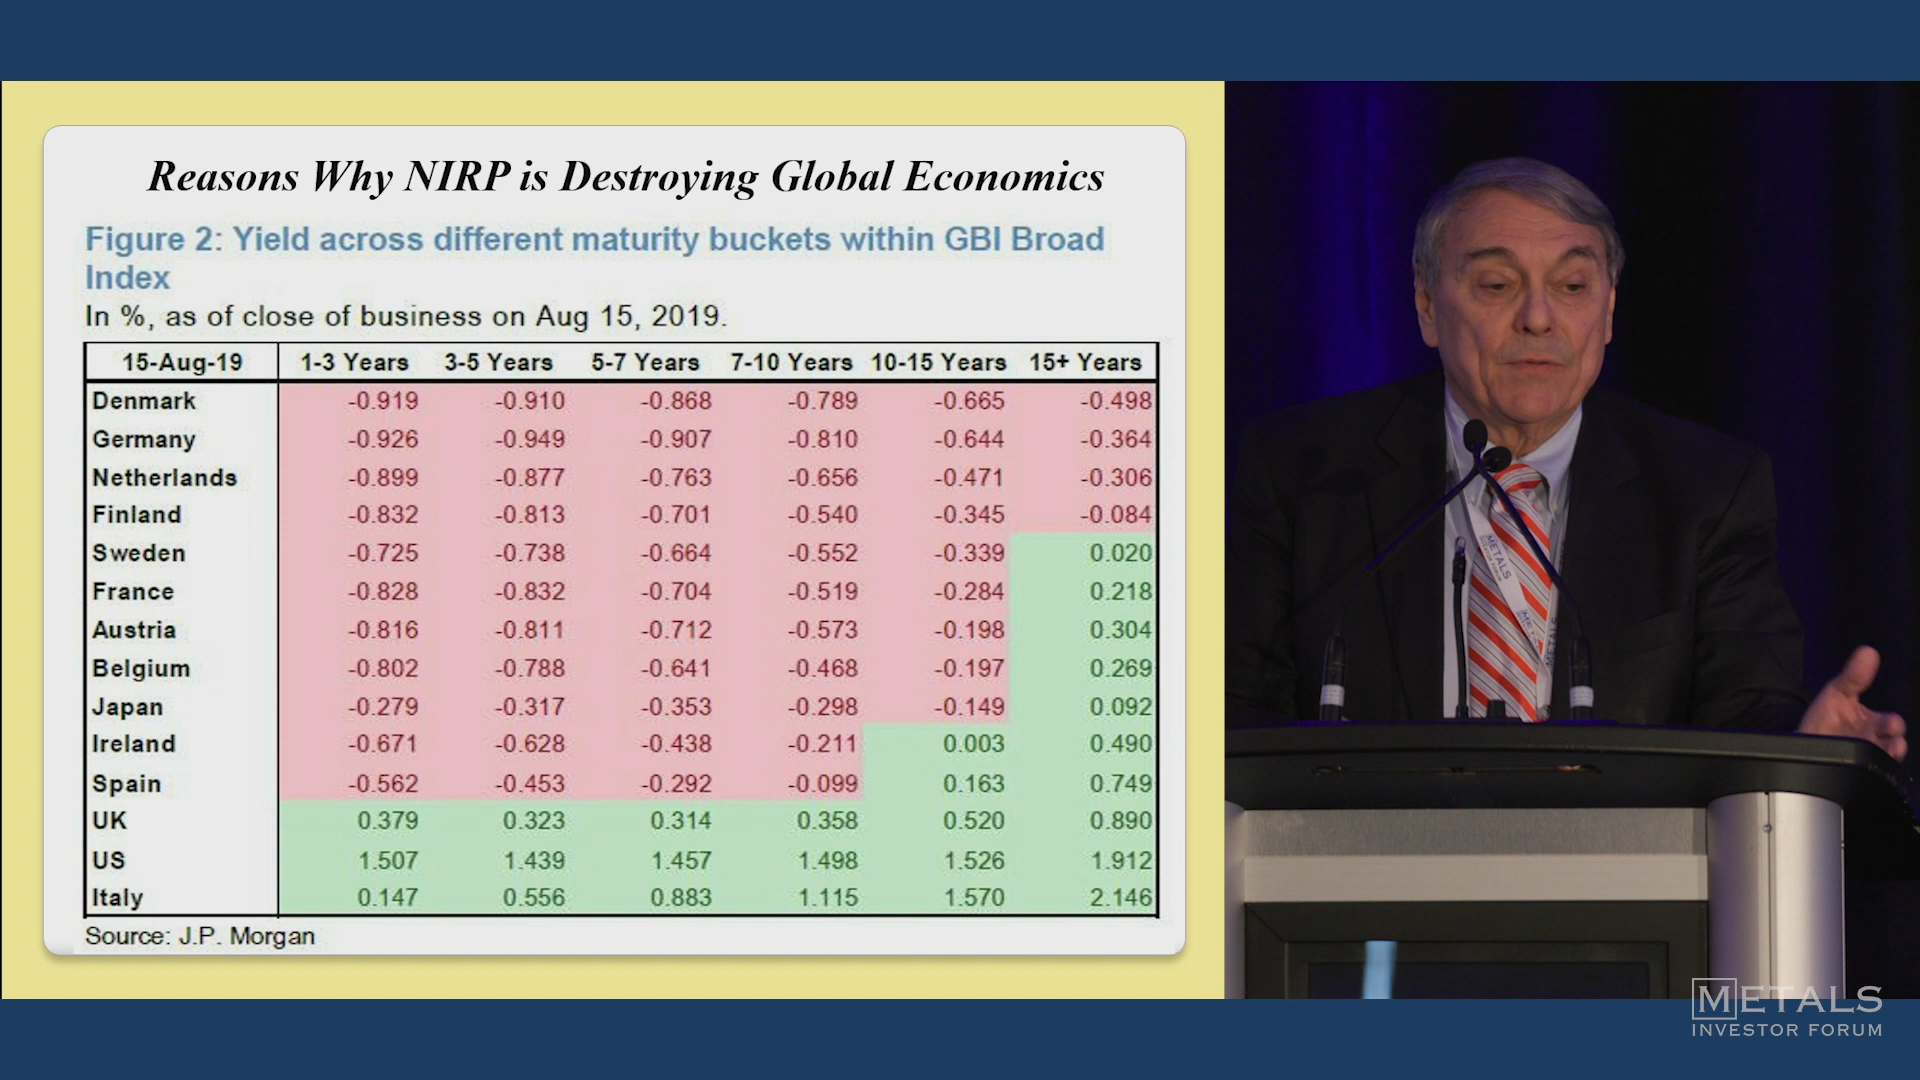 Reasons Why NIRP is Destroying Global Economics
Figure 2: Yield across different maturity buckets within GBI Broad
Index
In %, as of close of business on Aug 15, 2019.
15-Aug-19 1-3 Years 3-5 Years 5-7 Years 7-10 Years 10-15 Years 15+ Years
Denmark -0.919 -0.910 -0.868 -0.789 -0.665 -0.498
Germany -0.926 -0.949 -0.907 -0.810 -0.644 -0.364
Netherlands -0.899 -0.877 -0.763 -0.656 -0.471 -0.306
Finland -0.832 -0.813 -0.701 -0.540 -0.345 -0.084
Sweden -0.725 -0.738 -0.664 -0.552 -0.339 0.020
France -0.828 -0.832 -0.704 -0.519 -0.284 0.218
Austria -0.816 -0.811 -0.712 -0.573 -0.198 0.304
Belgium -0.802 -0.788 -0.641 -0.468 -0.197 0.269
Japan -0.279 -0.317 -0.353 -0.298 -0.149 0.092
Ireland -0.671 -0.628 -0.438 -0.211 0.003 0.490
Spain -0.562 -0.453 -0.292 -0.099 0.163 0.749
UK 0.379 0.323 0.314 0.358 0.520 0.890
US 1.507 1.439 1.457 1.498 1.526 1.912
Italy 0.147 0.556 0.883 1.115 1.570 2.146
Source: J.P. Morgan
METALS
METALS
INVESTOR FORUM